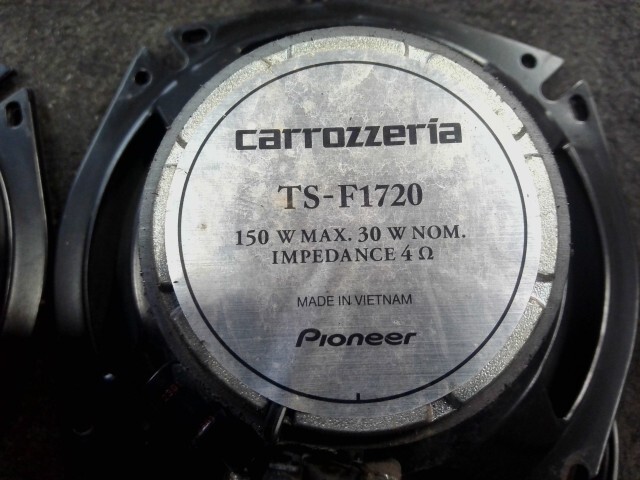 carrozzeria
TS-F1720
150 W MAX. 30 W NOM.
IMPEDANCE 4 Ω
MADE IN VIETNAM
Pioneer